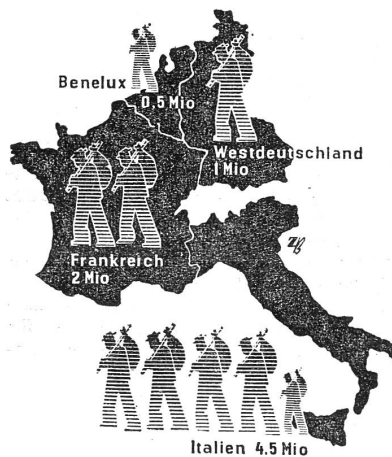 Benelux
0,5 Mio
Westdeutschland
1 Mio
Frankreich
2 Mio
Italien 4.5 Mio